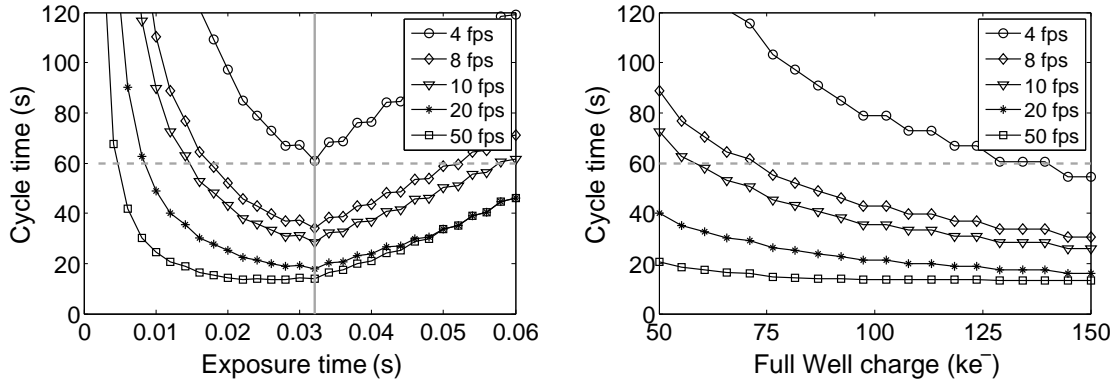 120
100
80
60
40
20
0
Cycle time (s)
0
0.01
0.02
0.03
0.04
0.05
0.06
Exposure time (s)
4 fps
8 fps
10 fps
20 fps
50 fps
120
100
80
60
40
20
0
Cycle time (s)
50
75
100
125
150
Full Well charge (ke⁻)
4 fps
8 fps
10 fps
20 fps
50 fps